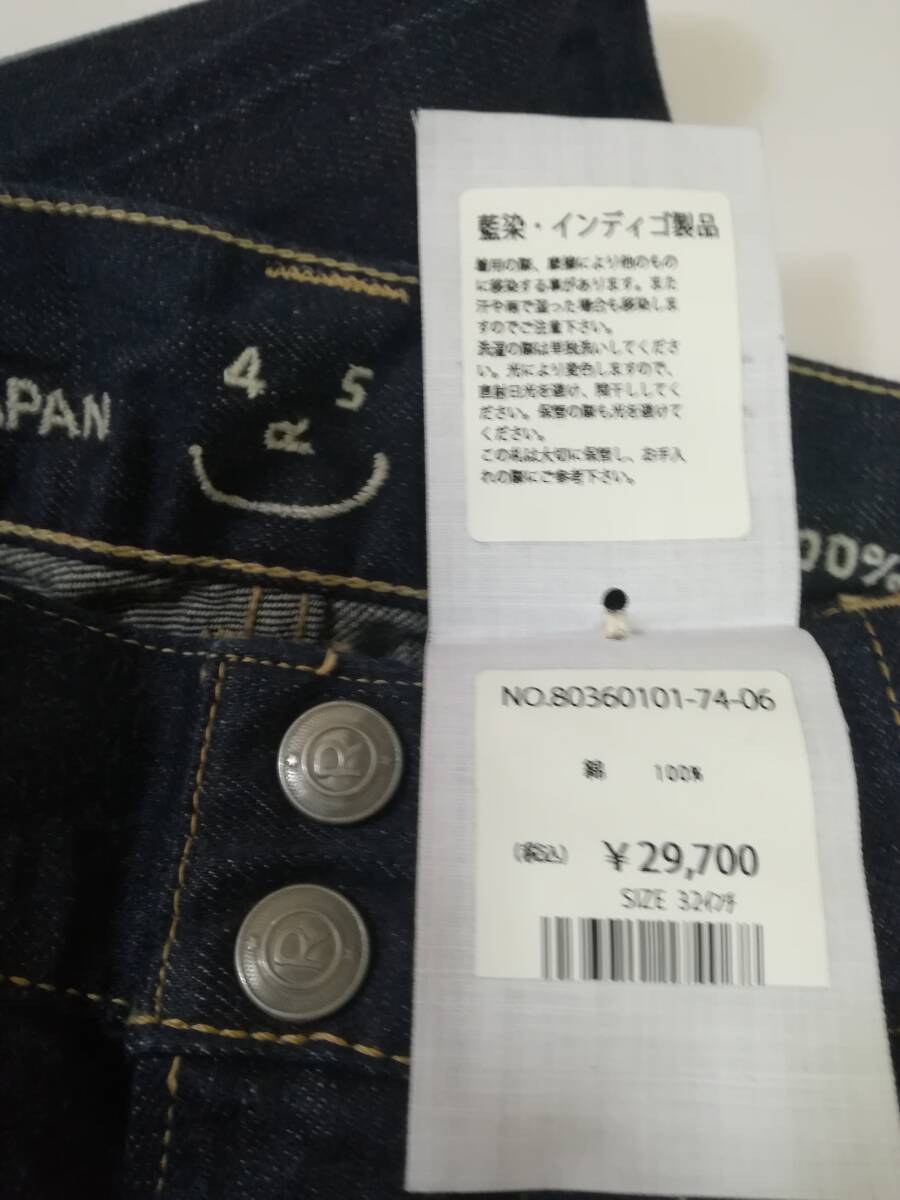 藍染・インディゴ製品
着用の際、摩擦により他のもの
に移染する事があります。また
汗や雨で湿った場合も移染しま
すのでご注意下さい。
洗濯の際は単独洗いしてくださ
い。光により変色しますので、
直射日光を避け、陰干ししてく
ださい。保管の際も光を避けて
ください。
この札は大切に保管し、お手入
れの際にご参考下さい。
4 5
R
APAN
00%
NO.80360101-74-06
綿 100%
(税込) ¥29,700
SIZE 32インチ
R
R